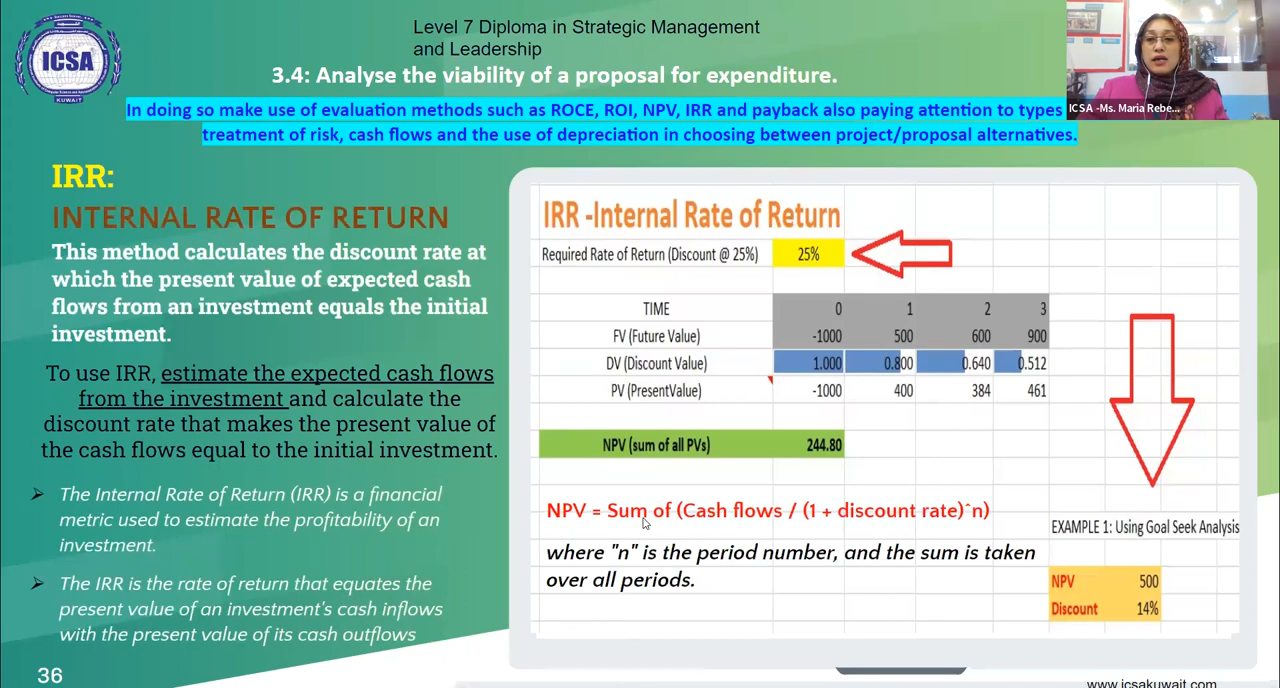 Level 7 Diploma in Strategic Management
and Leadership
ICSA
KUWAIT
3.4: Analyse the viability of a proposal for expenditure.
In doing so make use of evaluation methods such as ROCE, ROI, NPV, IRR and payback also paying attention to types
treatment of risk, cash flows and the use of depreciation in choosing between project/proposal alternatives.
ICSA -Ms. Maria Rebe...
IRR:
INTERNAL RATE OF RETURN
This method calculates the discount rate at
which the present value of expected cash
flows from an investment equals the initial
investment.
To use IRR, estimate the expected cash flows
from the investment and calculate the
discount rate that makes the present value of
the cash flows equal to the initial investment.
➢ The Internal Rate of Return (IRR) is a financial
metric used to estimate the profitability of an
investment.
➢ The IRR is the rate of return that equates the
present value of an investment's cash inflows
with the present value of its cash outflows
36
IRR -Internal Rate of Return
Required Rate of Return (Discount @ 25%) 25%
TIME 0 1 2 3
FV (Future Value) -1000 500 600 900
DV (Discount Value) 1.000 0.800 0.640 0.512
PV (PresentValue) -1000 400 384 461
NPV (sum of all PVs) 244.80
NPV = Sum of (Cash flows / (1 + discount rate)^n)
where "n" is the period number, and the sum is taken
over all periods.
EXAMPLE 1: Using Goal Seek Analysis
NPV 500
Discount 14%
www.icsakuwait.com